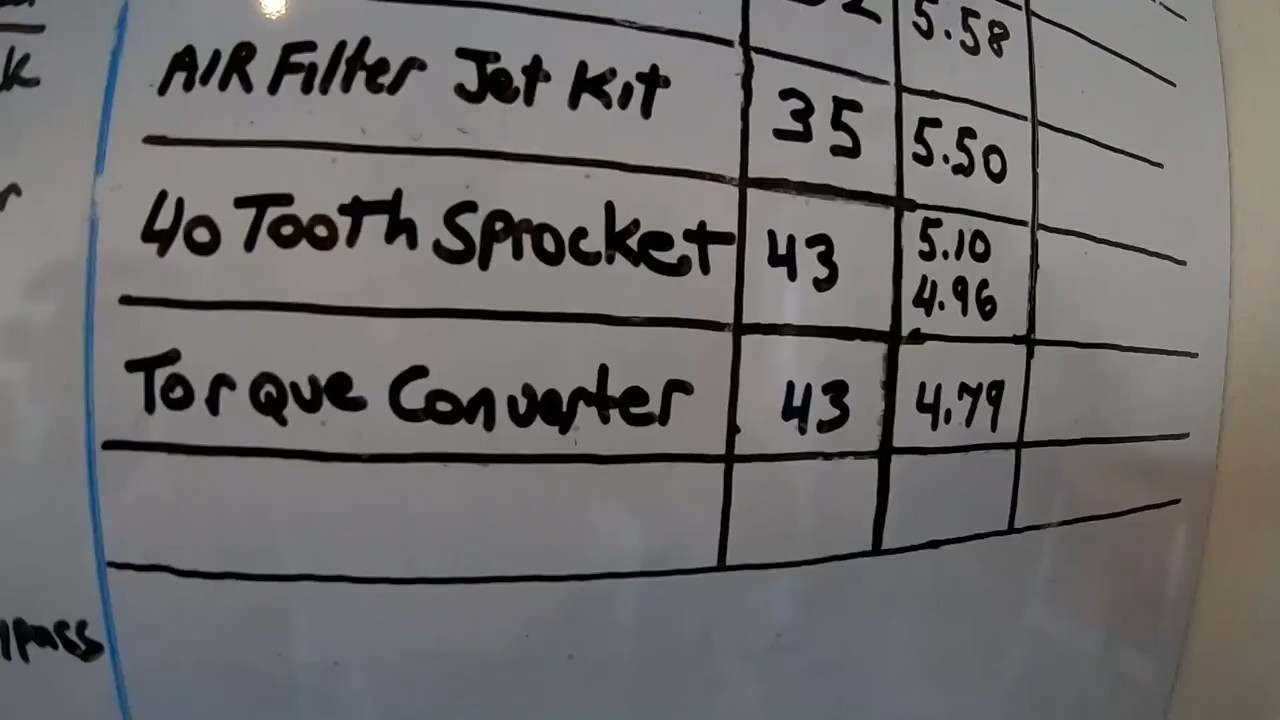 5.58
AIR Filter Jet Kit 35 5.50
40 Tooth Sprocket 43 5.10
4.96
Torque Converter 43 4.79